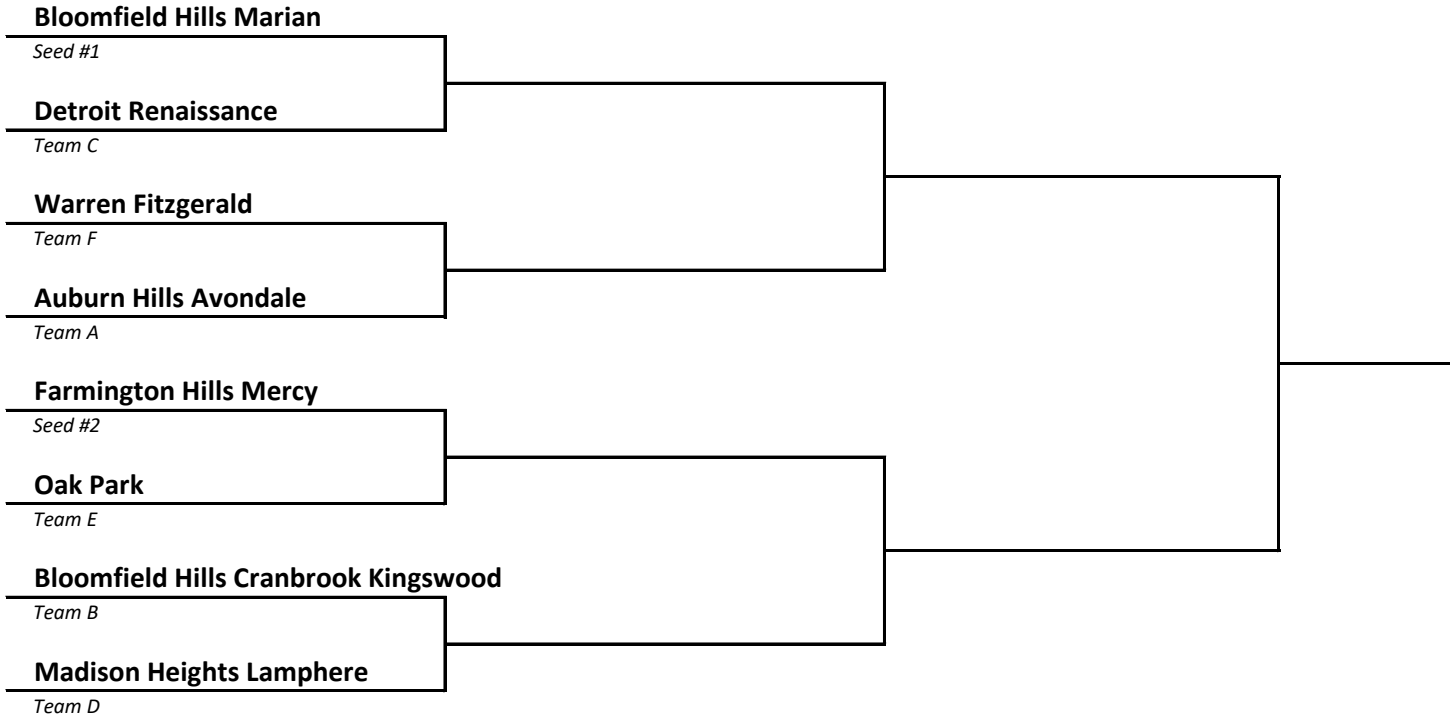 Bloomfield Hills Marian
Seed #1
Detroit Renaissance
Team C
Warren Fitzgerald
Team F
Auburn Hills Avondale
Team A
Farmington Hills Mercy
Seed #2
Oak Park
Team E
Bloomfield Hills Cranbrook Kingswood
Team B
Madison Heights Lamphere
Team D